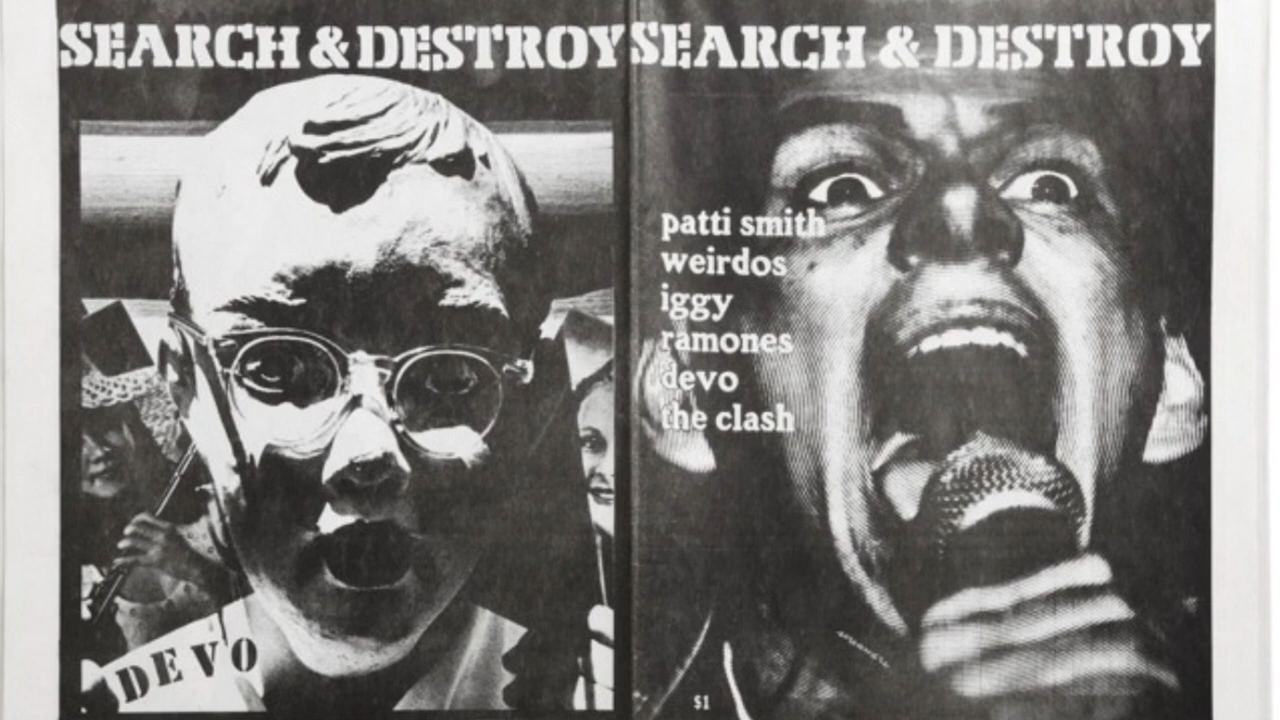 SEARCH & DESTROY
DEVO
SEARCH & DESTROY
patti smith
weirdos
iggy
ramones
devo
the clash
$1